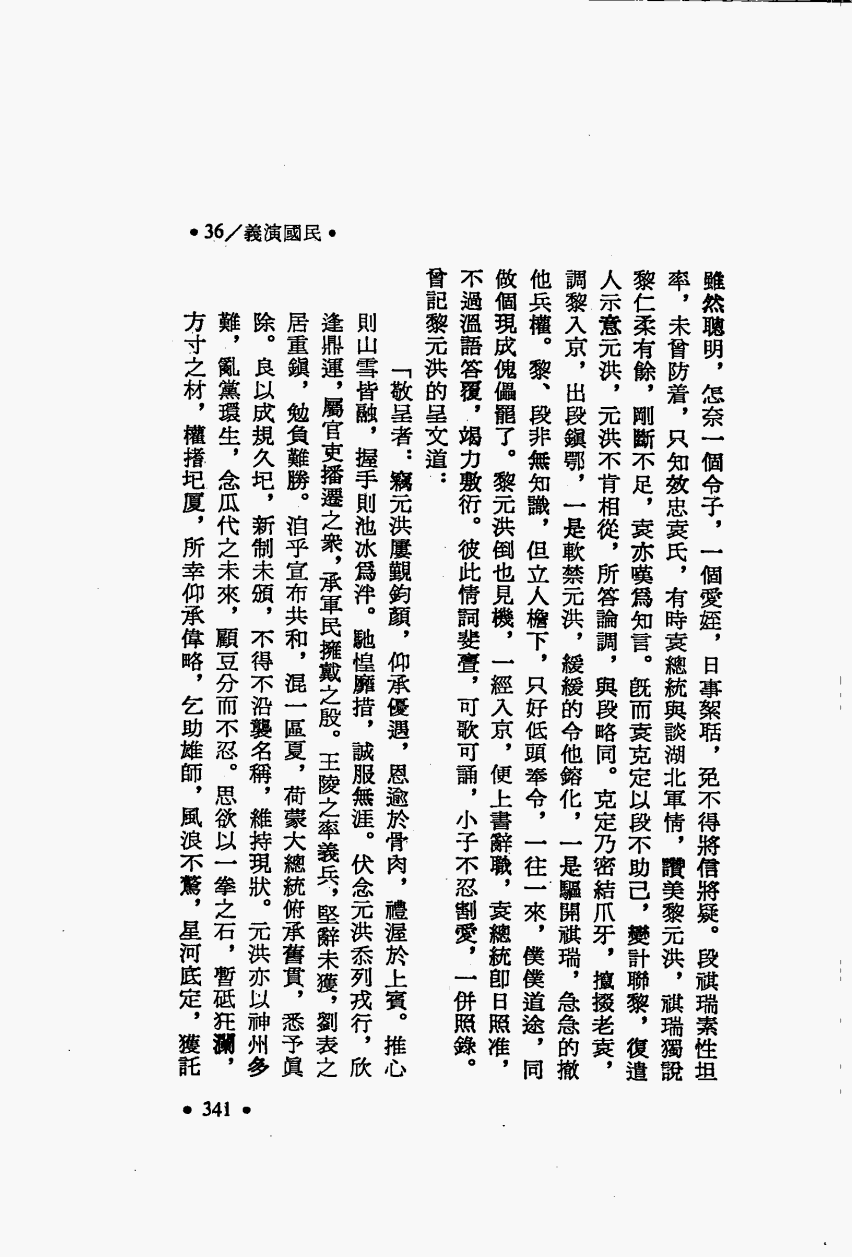 •36／義演國民•
雖然聰明，怎奈一個令子，一個愛姪，日事絮聒，免不得將信將疑。段祺瑞素性坦
率，未曾防着，只知效忠袁氏，有時袁總統與談湖北軍情，讚美黎元洪，祺瑞獨說
黎仁柔有餘，剛斷不足，袁亦嘆爲知言。旣而袁克定以段不助己，變計聯黎，復遣
人示意元洪，元洪不肯相從，所答論調，與段略同。克定乃密結爪牙，攛掇老袁，
調黎入京，出段鎭鄂，一是軟禁元洪，緩緩的令他鎔化，一是驅開祺瑞，急急的撤
他兵權。黎、段非無知識，但立人檐下，只好低頭奉令，一往一來，僕僕道途，同
做個現成傀儡罷了。黎元洪倒也見機，一經入京，便上書辭職，袁總統卽日照准，
不過溫語答覆，竭力敷衍。彼此情詞斐亹，可歌可誦，小子不忍割愛，一併照錄。
曾記黎元洪的呈文道：
「敬呈者：竊元洪屢覲鈞顏，仰承優遇，恩逾於骨肉，禮渥於上賓。推心
則山雪皆融，握手則池冰爲泮。馳惶靡措，誠服無涯。伏念元洪忝列戎行，欣
逢鼎運，屬官吏播遷之衆，承軍民擁戴之殷。王陵之率義兵，堅辭未獲，劉表之
居重鎭，勉負難勝。洎乎宣布共和，混一區夏，荷蒙大總統俯承舊貫，悉予眞
除。良以成規久圮，新制未頒，不得不沿襲名稱，維持現狀。元洪亦以神州多
難，亂黨環生，念瓜代之未來，顧豆分而不忍。思欲以一拳之石，暫砥狂瀾，
方寸之材，權搘圮厦，所幸仰承偉略，乞助雄師，風浪不驚，星河底定，獲託
•341•